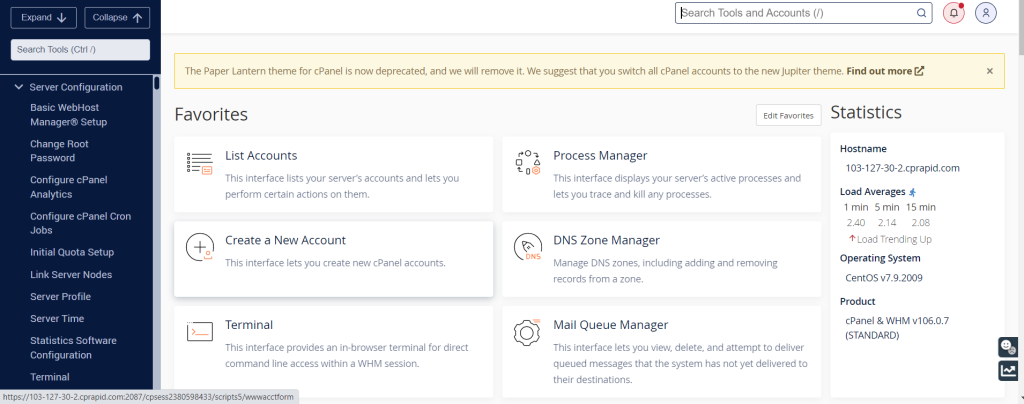 Expand
Collapse
Search Tools and Accounts (/)
Search Tools (Ctrl /)
Server Configuration
Basic WebHost
Manager® Setup
Change Root
Password
Configure cPanel
Analytics
Configure cPanel Cron
Jobs
Initial Quota Setup
Link Server Nodes
Server Profile
Server Time
Statistics Software
Configuration
Terminal
The Paper Lantern theme for cPanel is now deprecated, and we will remove it. We suggest that you switch all cPanel accounts to the new Jupiter theme. Find out more
Favorites
Edit Favorites
List Accounts
This interface lists your server's accounts and lets you
perform certain actions on them.
Process Manager
This interface displays your server's active processes and
lets you trace and kill any processes.
Create a New Account
This interface lets you create new cPanel accounts.
DNS
DNS Zone Manager
Manage DNS zones, including adding and removing
records from a zone.
Terminal
This interface provides an in-browser terminal for direct
command line access within a WHM session.
Mail Queue Manager
This interface lets you view, delete, and attempt to deliver
queued messages that the system has not yet delivered to
their destinations.
Statistics
Hostname
103-127-30-2.cprapid.com
Load Averages
1 min 5 min 15 min
2.40 2.14 2.08
Load Trending Up
Operating System
CentOS v7.9.2009
Product
cPanel & WHM v106.0.7
(STANDARD)
https://103-127-30-2.cprapid.com:2087/cpsess2380598433/scripts5/wwwacctform